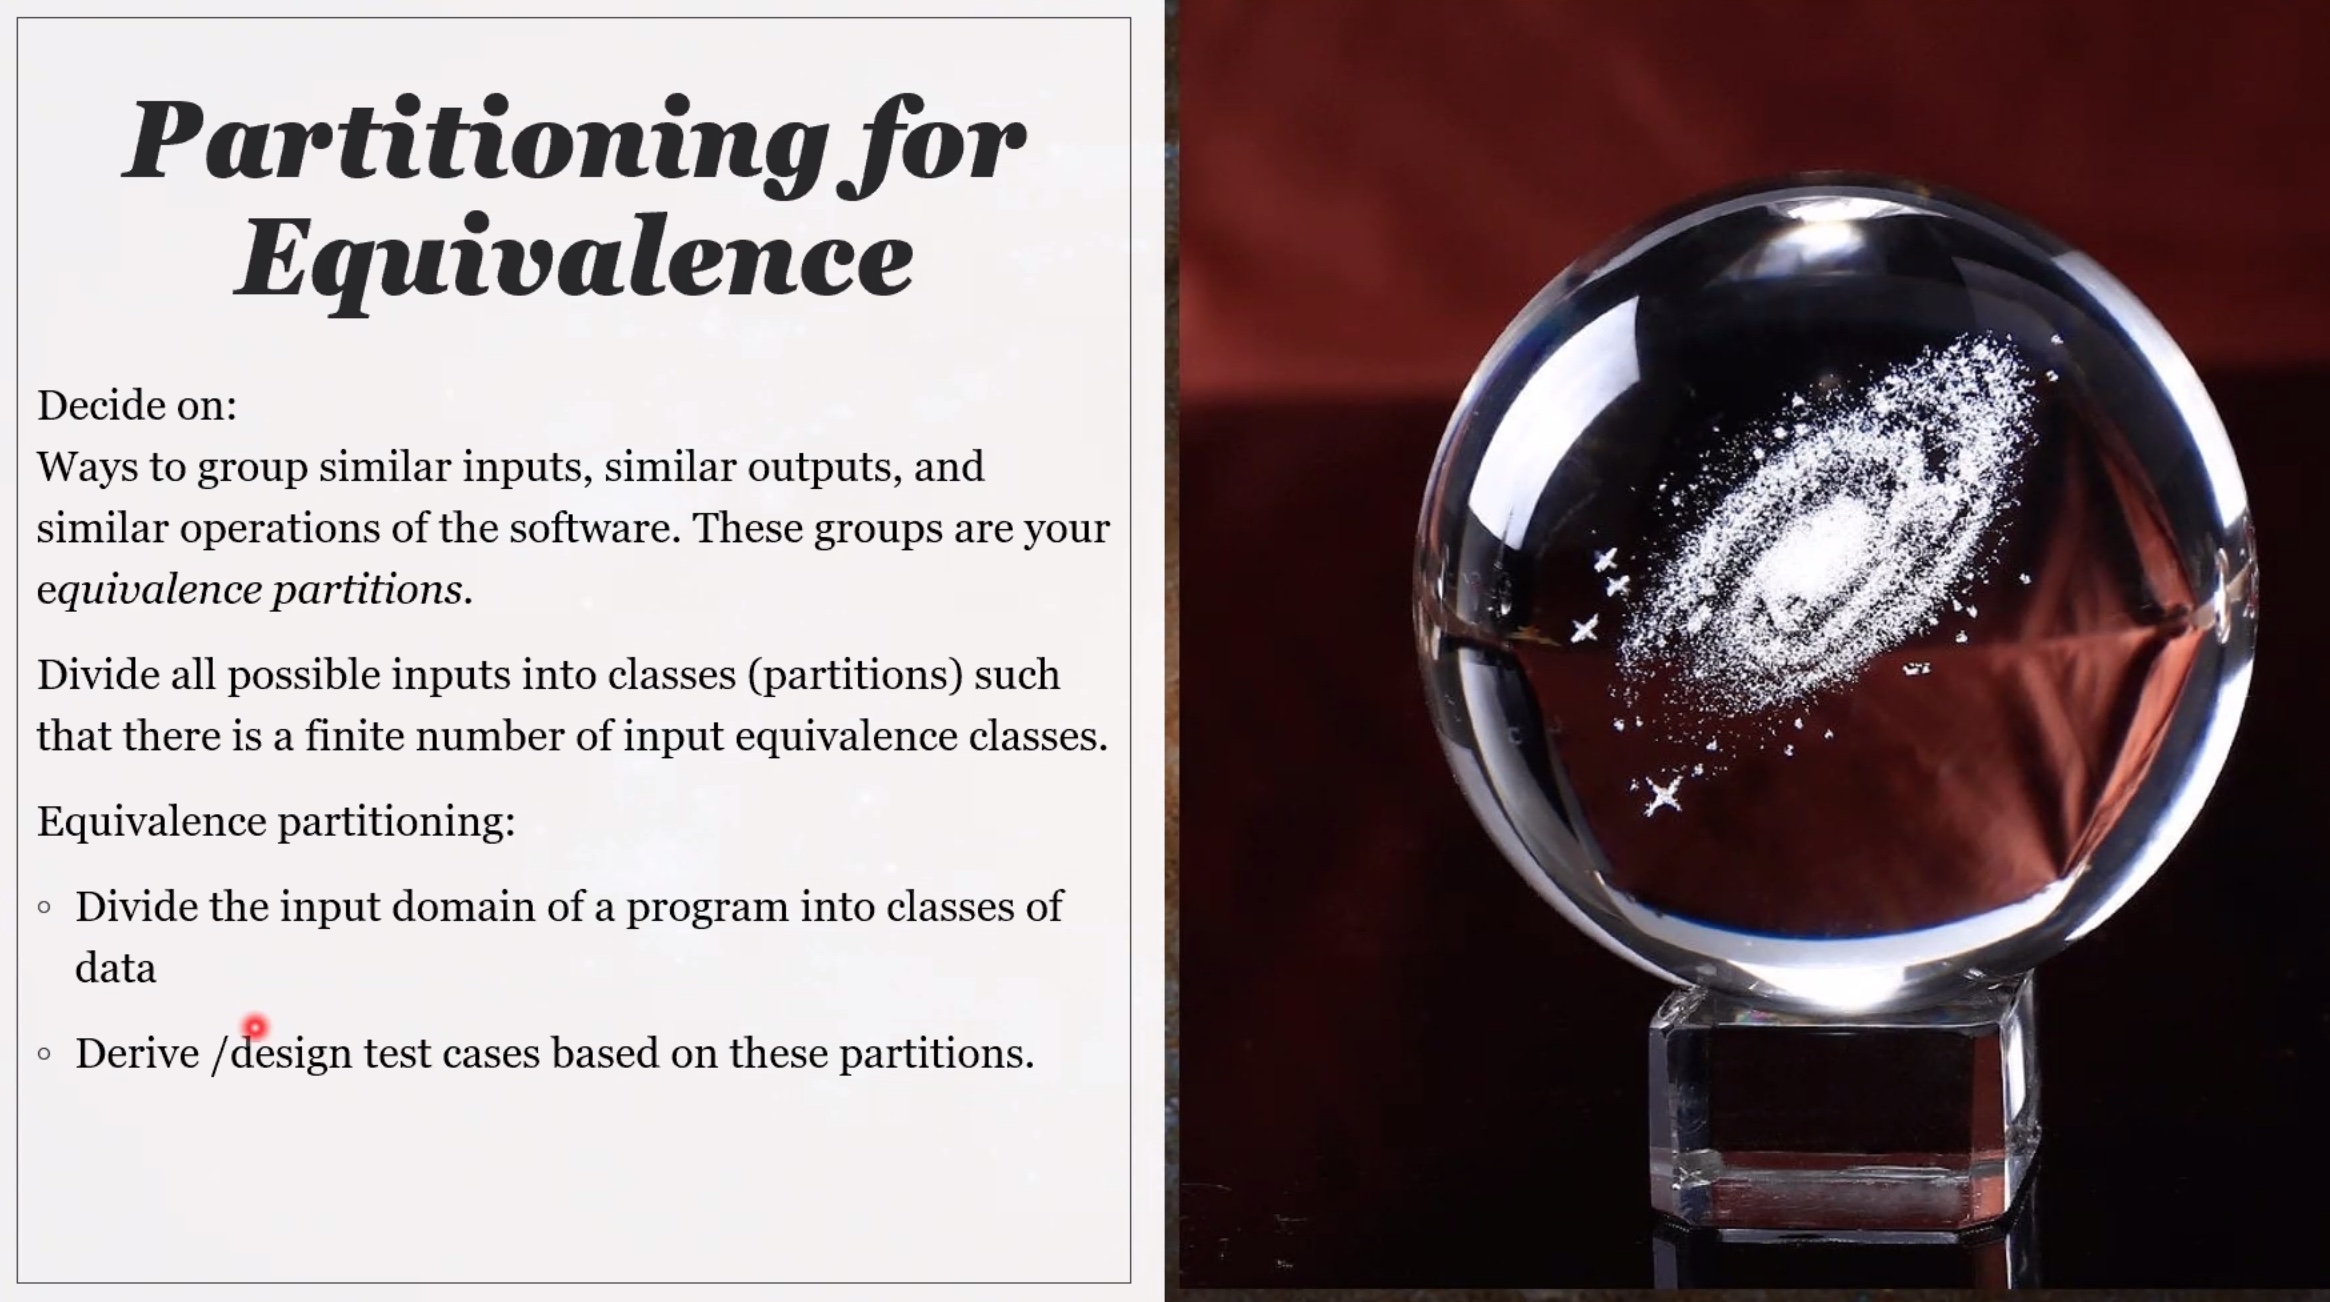 Partitioning for
Equivalence
Decide on:
Ways to group similar inputs, similar outputs, and
similar operations of the software. These groups are your
equivalence partitions.
Divide all possible inputs into classes (partitions) such
that there is a finite number of input equivalence classes.
Equivalence partitioning:
◦ Divide the input domain of a program into classes of
data
◦ Derive /design test cases based on these partitions.